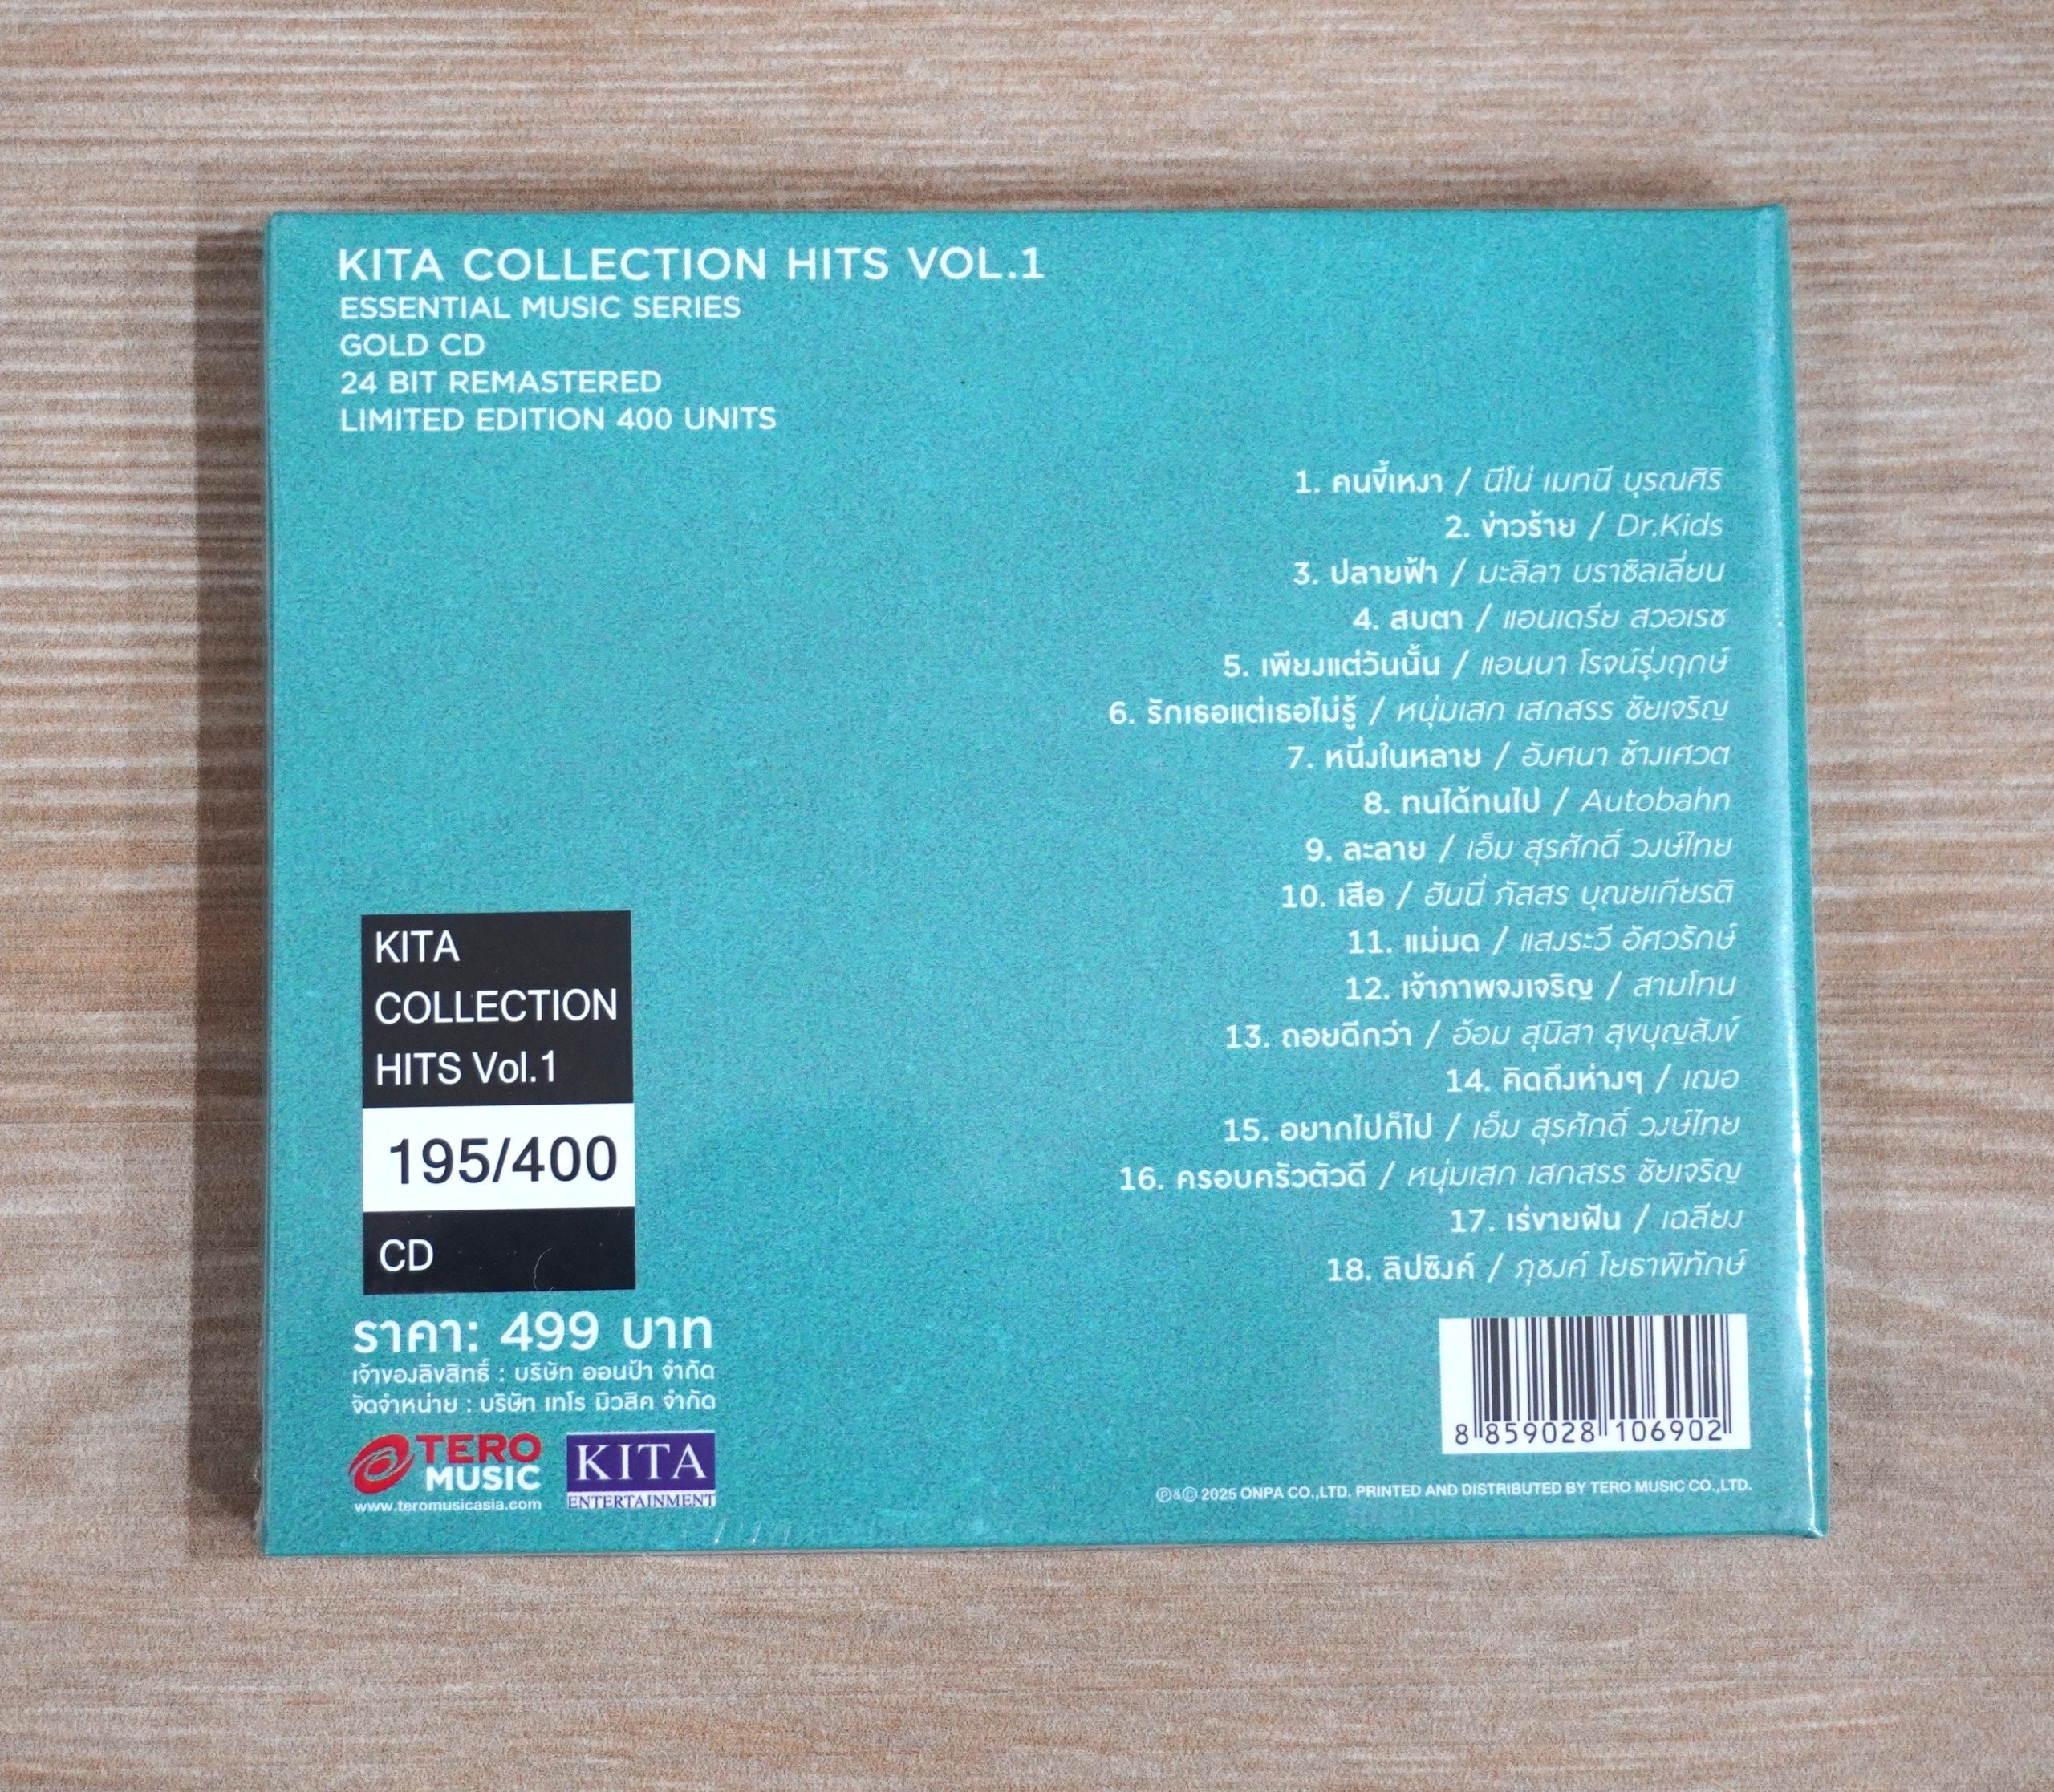 KITA COLLECTION HITS VOL.1
ESSENTIAL MUSIC SERIES
GOLD CD
24 BIT REMASTERED
LIMITED EDITION 400 UNITS
1. คนขี้เหงา / นีโน่ เมทนี บุรณศิริ
2. ข่าวร้าย / Dr.Kids
3. ปลายฟ้า / มะลิลา บราซิลเลี่ยน
4. สบตา / แอนเดรีย สวอเรซ
5. เพียงแต่วันนั้น / แอนนา โรจน์รุ่งฤกษ์
6. รักเธอแต่เธอไม่รู้ / หนุ่มเสก เสกสรร ชัยเจริญ
7. หนึ่งในหลาย / อังศนา ช้างเศวต
8. ทนได้ทนไป / Autobahn
9. ละลาย / เอ็ม สุรศักดิ์ วงษ์ไทย
10. เสือ / ฮันนี่ ภัสสร บุณยเกียรติ
11. แม่มด / แสงระวี อัศวรักษ์
12. เจ้าภาพจงเจริญ / สามโทน
13. ถอยดีกว่า / อ้อม สุนิสา สุขบุญสังข์
14. คิดถึงห่างๆ / เฌอ
15. อยากไปก็ไป / เอ็ม สุรศักดิ์ วงษ์ไทย
16. ครอบครัวตัวดี / หนุ่มเสก เสกสรร ชัยเจริญ
17. เร่ขายฝัน / เฉลียง
18. ลิปซิงค์ / ภุชงค์ โยธาพิทักษ์
KITA
COLLECTION
HITS Vol.1
195/400
CD
ราคา: 499 บาท
เจ้าของลิขสิทธิ์ : บริษัท ออนป้า จำกัด
จัดจำหน่าย : บริษัท เทโร มิวสิค จำกัด
TERO
MUSIC
www.teromusicasia.com
KITA
ENTERTAINMENT
8 859028 106902
℗&© 2025 ONPA CO.,LTD. PRINTED AND DISTRIBUTED BY TERO MUSIC CO.,LTD.